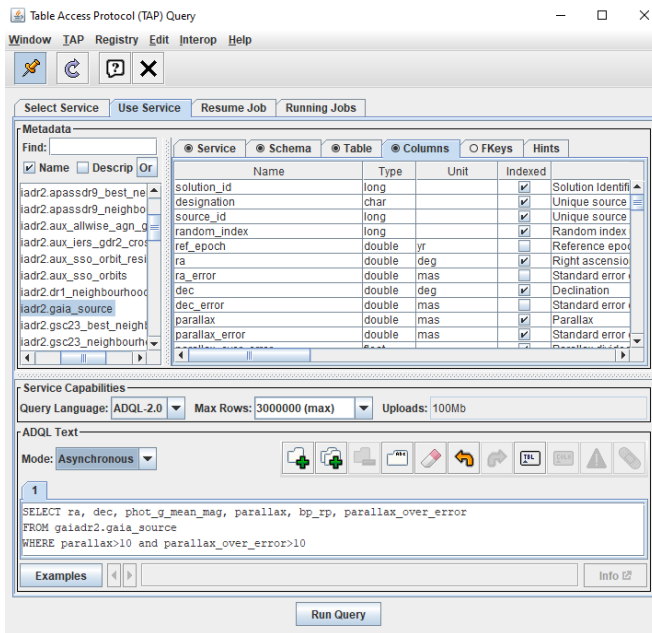 Table Access Protocol (TAP) Query
Window TAP Registry Edit Interop Help
Select Service Use Service Resume Job Running Jobs
Metadata
Find:
Name Descrip Or
iadr2.apassdr9_best_ne
iadr2.apassdr9_neighbo
iadr2.aux_allwise_agn_g
iadr2.aux_iers_gdr2_cros
iadr2.aux_sso_orbit_resi
iadr2.aux_sso_orbits
iadr2.dr1_neighbourhood
iadr2.gaia_source
iadr2.gsc23_best_neighl
iadr2.gsc23_neighbourh
Service Schema Table Columns FKeys Hints
Name Type Unit Indexed
solution_id long Solution Identifi
designation char Unique source
source_id long Unique source
random_index long Random index
ref_epoch double yr Reference epoc
ra double deg Right ascensio
ra_error double mas Standard error
dec double deg Declination
dec_error double mas Standard error
parallax double mas Parallax
parallax_error double mas Standard error
Service Capabilities
Query Language: ADQL-2.0 Max Rows: 3000000 (max) Uploads: 100Mb
ADQL Text
Mode: Asynchronous
Abc
TBL
1
SELECT ra, dec, phot_g_mean_mag, parallax, bp_rp, parallax_over_error
FROM gaiadr2.gaia_source
WHERE parallax>10 and parallax_over_error>10
Examples Info
Run Query